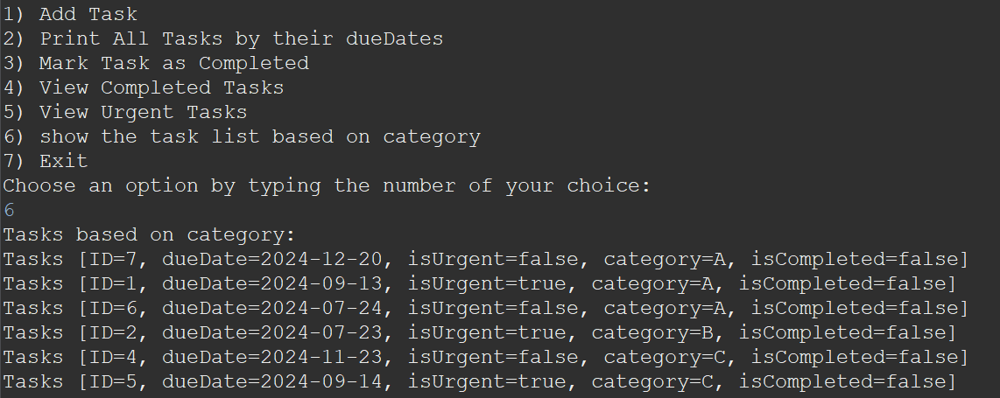 1) Add Task
2) Print All Tasks by their dueDates
3) Mark Task as Completed
4) View Completed Tasks
5) View Urgent Tasks
6) show the task list based on category
7) Exit
Choose an option by typing the number of your choice:
6
Tasks based on category:
Tasks [ID=7, dueDate=2024-12-20, isUrgent=false, category=A, isCompleted=false]
Tasks [ID=1, dueDate=2024-09-13, isUrgent=true, category=A, isCompleted=false]
Tasks [ID=6, dueDate=2024-07-24, isUrgent=false, category=A, isCompleted=false]
Tasks [ID=2, dueDate=2024-07-23, isUrgent=true, category=B, isCompleted=false]
Tasks [ID=4, dueDate=2024-11-23, isUrgent=false, category=C, isCompleted=false]
Tasks [ID=5, dueDate=2024-09-14, isUrgent=true, category=C, isCompleted=false]